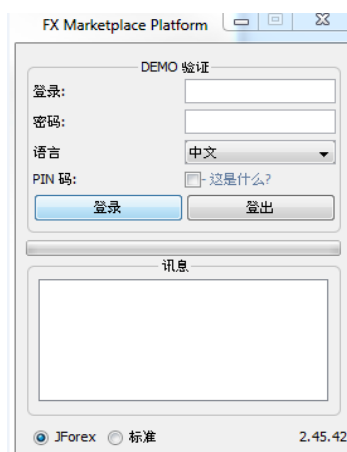 FX Marketplace Platform
DEMO 验证
登录:
密码:
语言 中文
PIN 码: - 这是什么?
登录 登出
讯息
JForex 标准 2.45.42